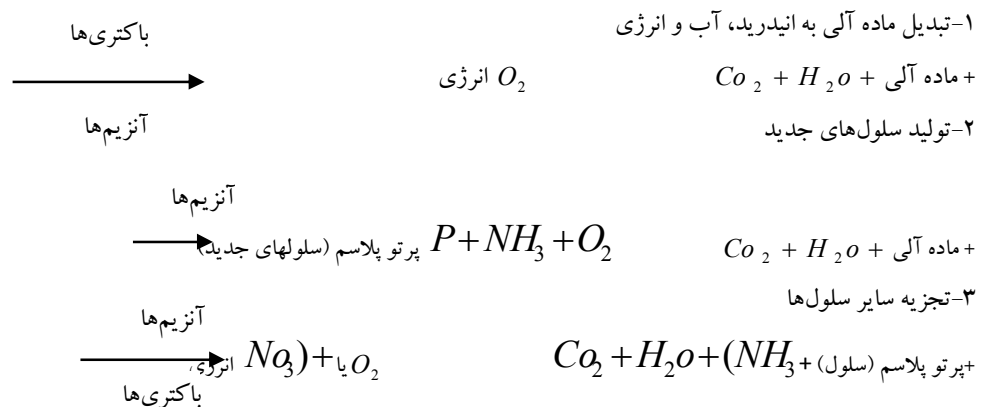 ۱-تبدیل ماده آلی به انیدرید، آب و انرژی
باکتری‌ها
+ ماده آلی + Co₂ + H₂o انرژی O₂
آنزیم‌ها
۲-تولید سلول‌های جدید
آنزیم‌ها
+ ماده آلی + Co₂ + H₂o P+NH₃+O₂ پرتو پلاسم (سلولهای جدید)
۳-تجزیه سایر سلول‌ها
آنزیم‌ها
+پرتو پلاسم (سلول) + Co₂+H₂o+(NH₃ یا O₂ No₃)+ انرژی
باکتری‌ها